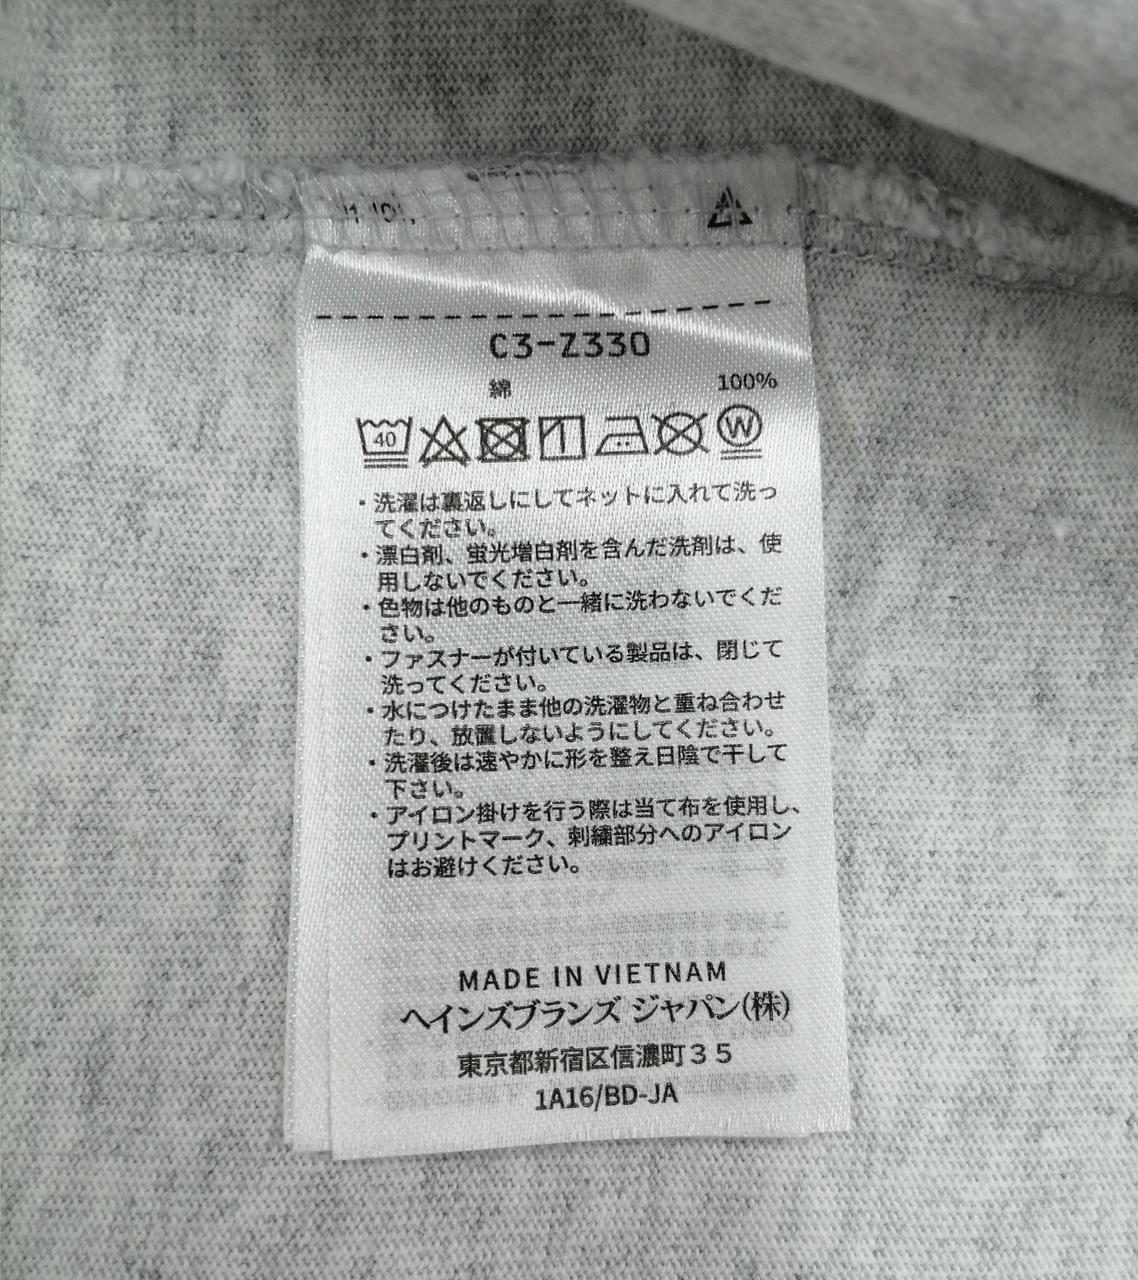 C3-Z330
綿 100%
40 W
・洗濯は裏返しにしてネットに入れて洗っ
てください。
・漂白剤、蛍光増白剤を含んだ洗剤は、使
用しないでください。
・色物は他のものと一緒に洗わないでくだ
さい。
・ファスナーが付いている製品は、閉じて
洗ってください。
・水につけたまま他の洗濯物と重ね合わせ
たり、放置しないようにしてください。
・洗濯後は速やかに形を整え日陰で干して
下さい。
・アイロン掛けを行う際は当て布を使用し、
プリントマーク、刺繍部分へのアイロン
はお避けください。
MADE IN VIETNAM
ヘインズブランズ ジャパン(株)
東京都新宿区信濃町３５
1A16/BD-JA